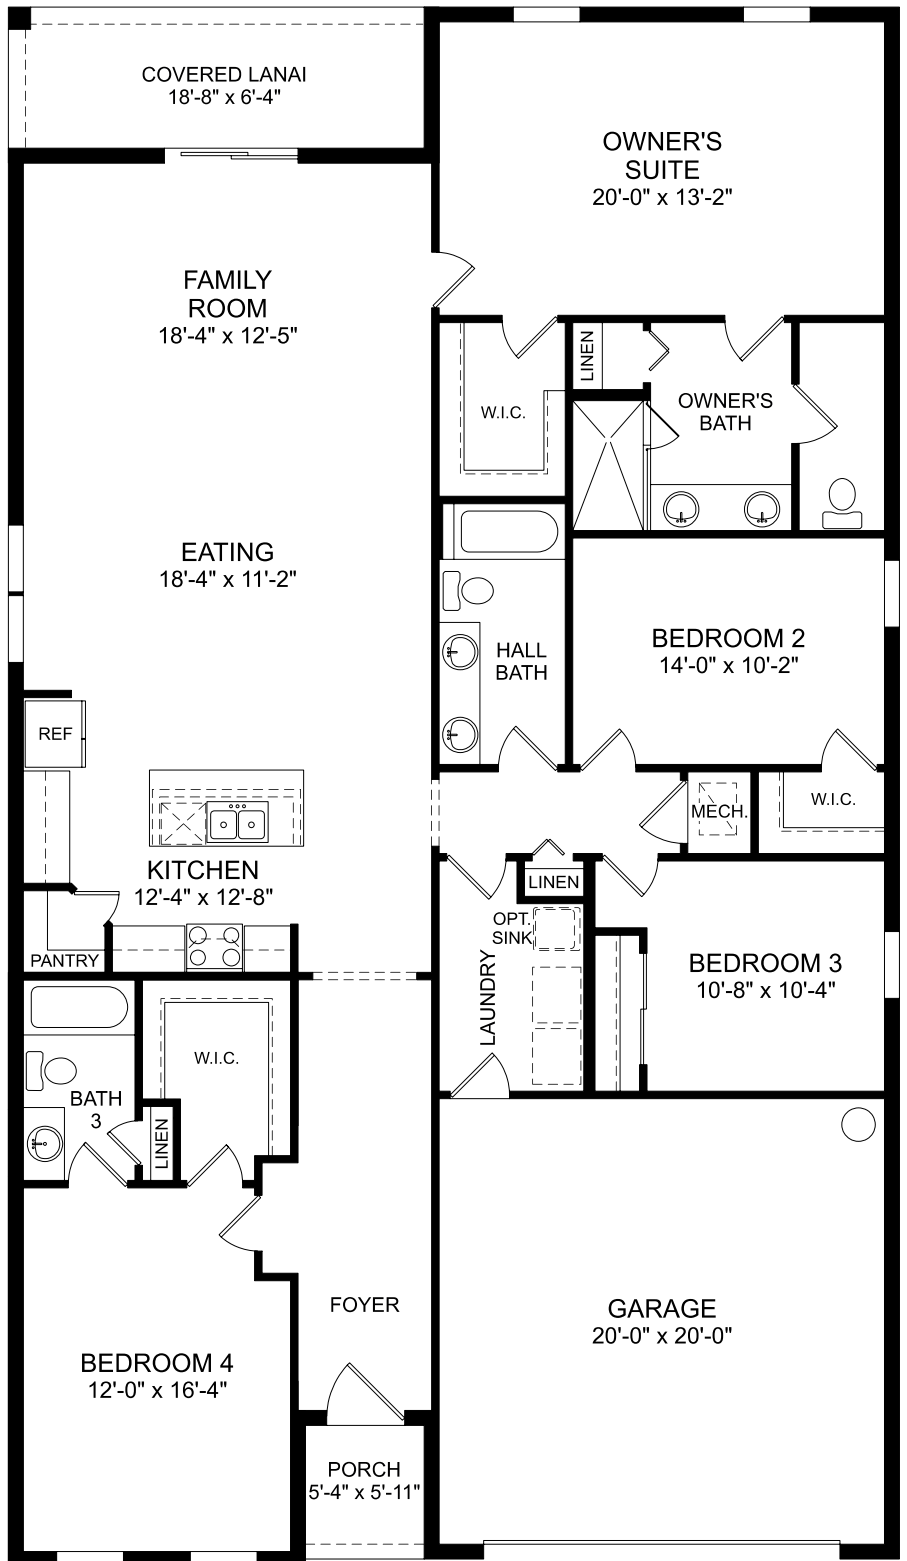 COVERED LANAI
18'-8" x 6'-4"
OWNER'S
SUITE
20'-0" x 13'-2"
FAMILY
ROOM
18'-4" x 12'-5"
LINEN
W.I.C.
OWNER'S
BATH
EATING
18'-4" x 11'-2"
HALL
BATH
BEDROOM 2
14'-0" x 10'-2"
REF
MECH.
W.I.C.
KITCHEN
12'-4" x 12'-8"
LINEN
OPT.
SINK
PANTRY
LAUNDRY
BEDROOM 3
10'-8" x 10'-4"
W.I.C.
BATH
3
LINEN
FOYER
GARAGE
20'-0" x 20'-0"
BEDROOM 4
12'-0" x 16'-4"
PORCH
5'-4" x 5'-11"